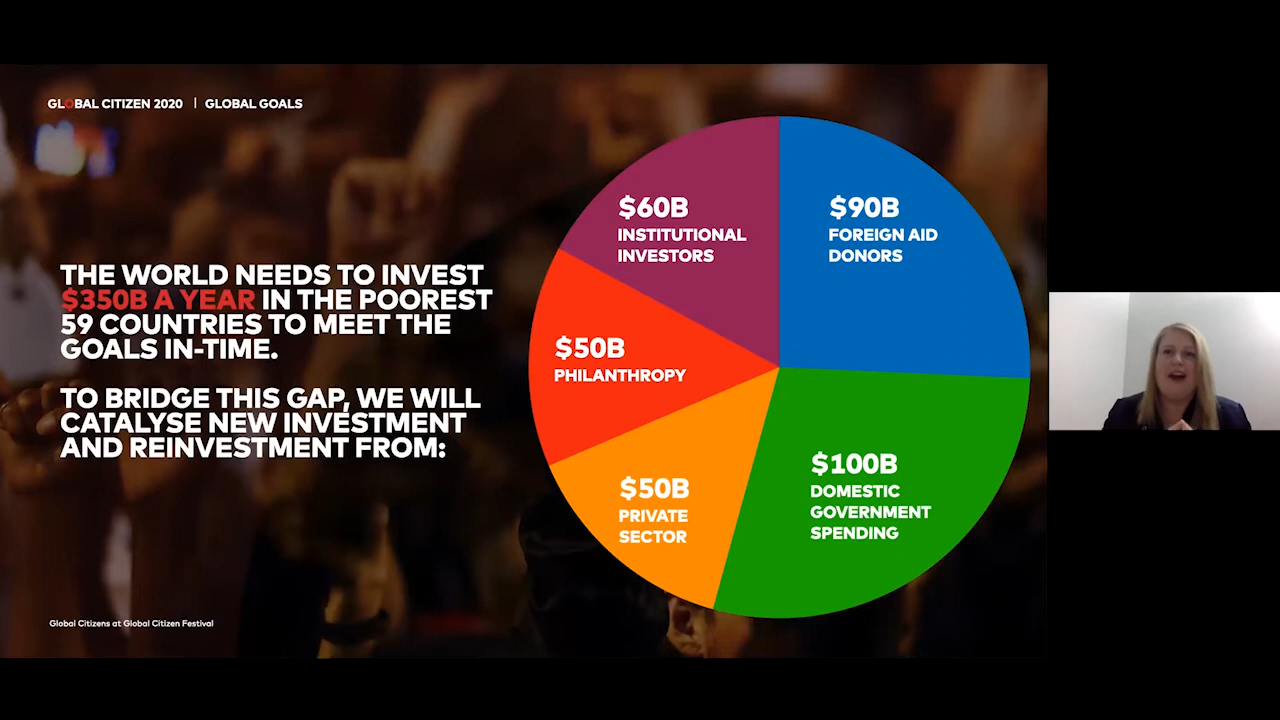 GLOBAL CITIZEN 2020 | GLOBAL GOALS
THE WORLD NEEDS TO INVEST
$350B A YEAR IN THE POOREST
59 COUNTRIES TO MEET THE
GOALS IN-TIME.
TO BRIDGE THIS GAP, WE WILL
CATALYSE NEW INVESTMENT
AND REINVESTMENT FROM:
$60B
INSTITUTIONAL
INVESTORS
$90B
FOREIGN AID
DONORS
$50B
PHILANTHROPY
$50B
PRIVATE
SECTOR
$100B
DOMESTIC
GOVERNMENT
SPENDING
Global Citizens at Global Citizen Festival